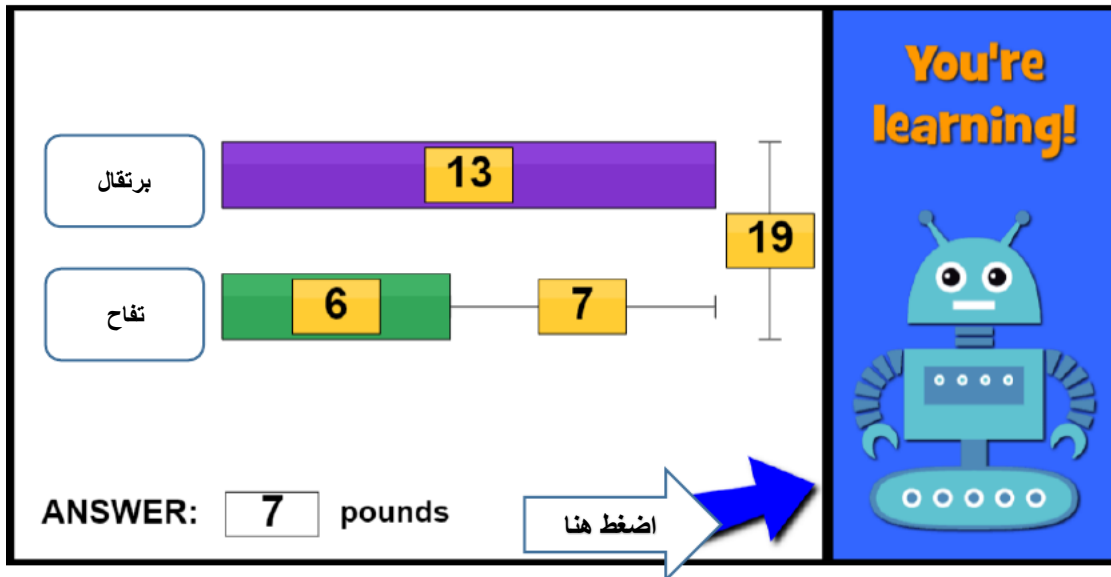 You're
learning!
برتقال
13
19
تفاح
6
7
ANSWER: 7 pounds
اضغط هنا